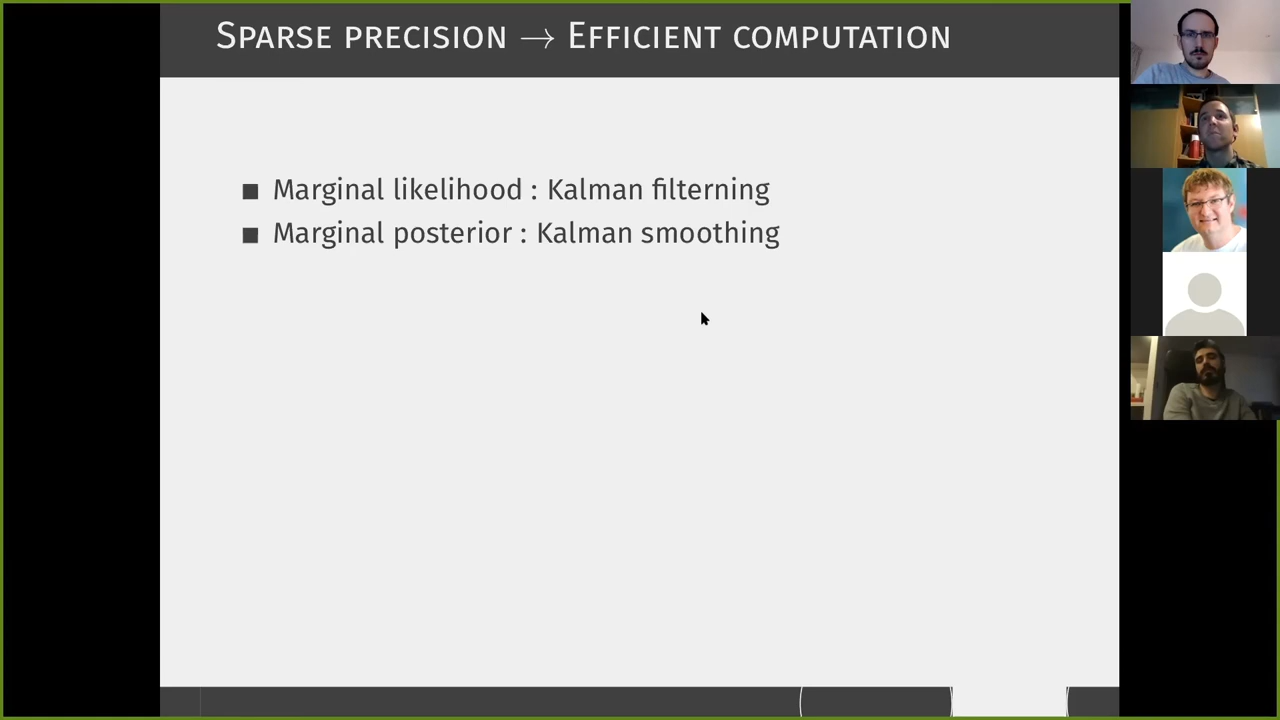 Sparse precision → Efficient computation
■ Marginal likelihood : Kalman filterning
■ Marginal posterior : Kalman smoothing